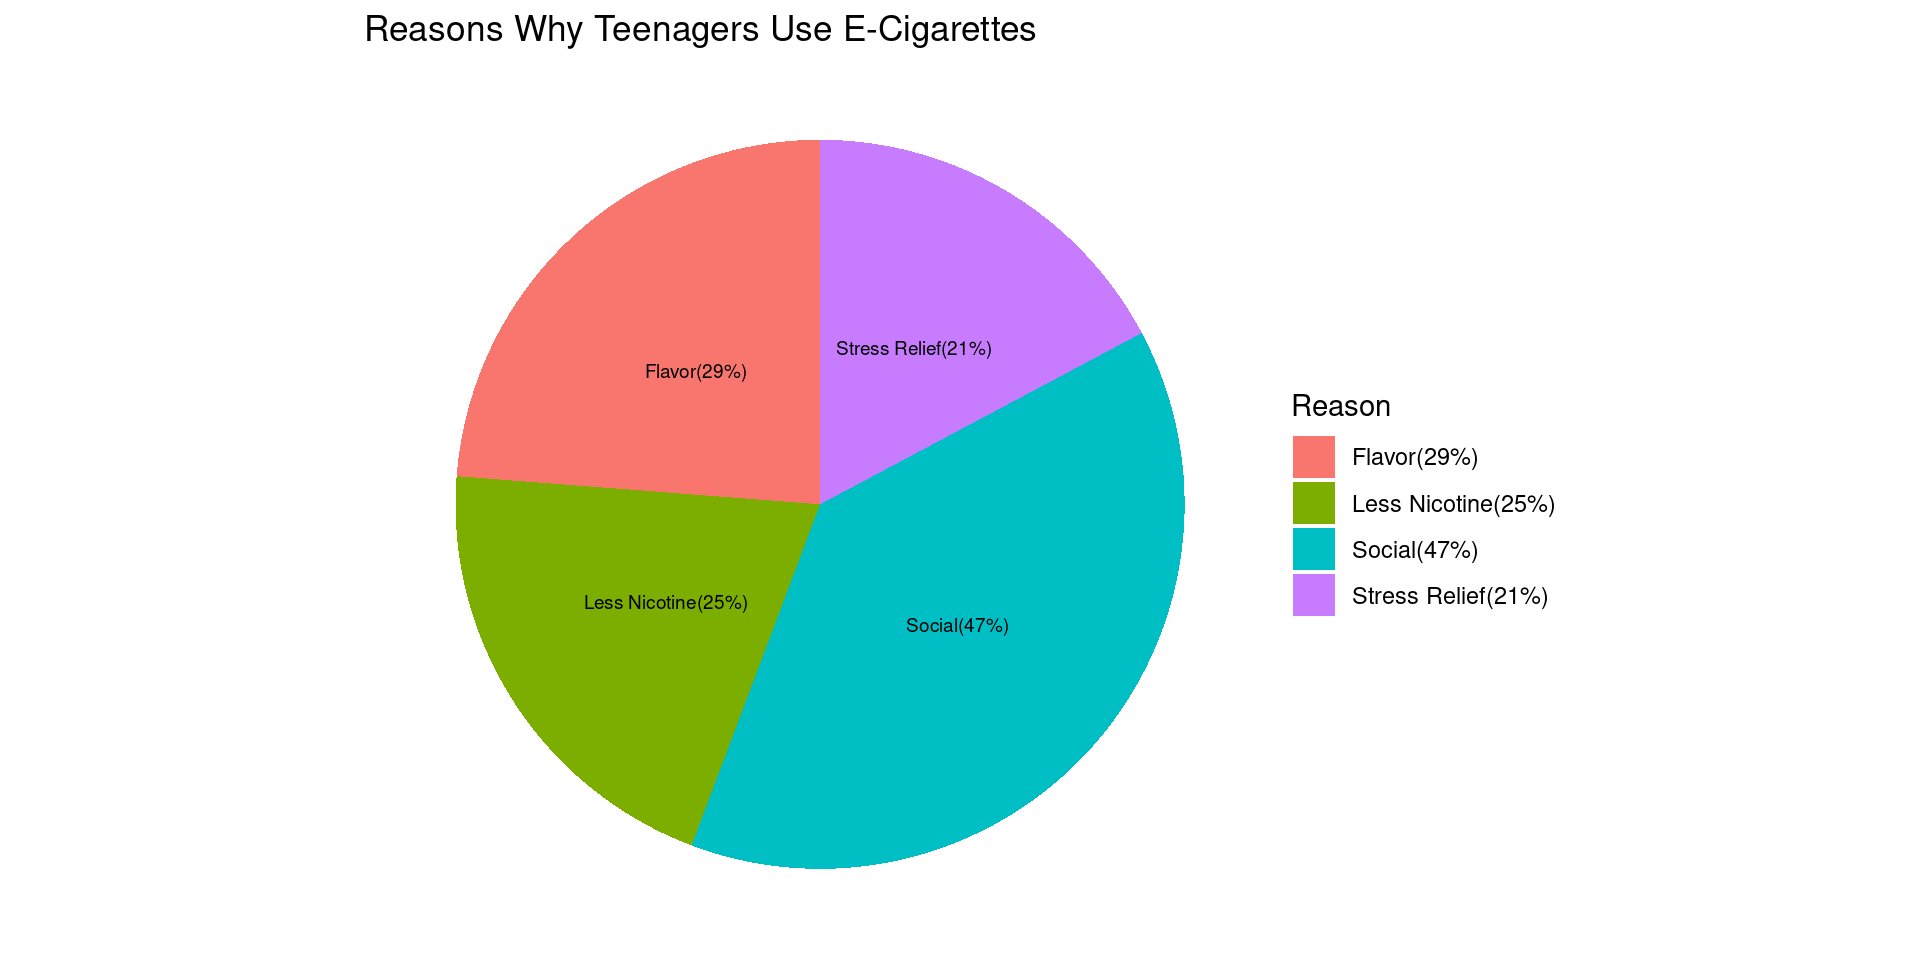 Reasons Why Teenagers Use E-Cigarettes
Stress Relief(21%)
Flavor(29%)
Less Nicotine(25%)
Social(47%)
Reason
Flavor(29%)
Less Nicotine(25%)
Social(47%)
Stress Relief(21%)